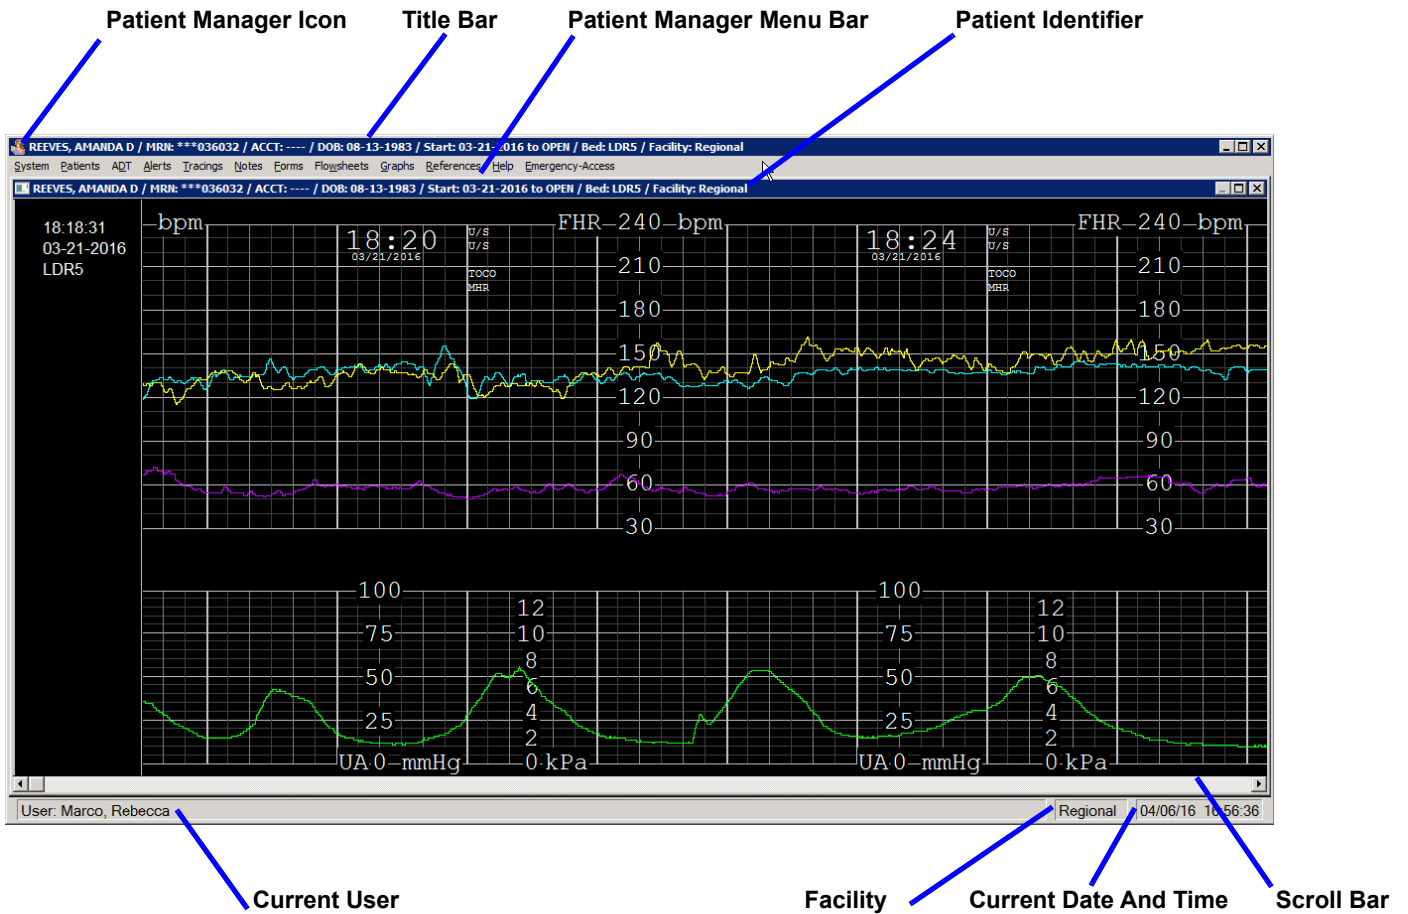 Patient Manager Icon Title Bar Patient Manager Menu Bar Patient Identifier
REEVES, AMANDA D / MRN: ***036032 / ACCT: ---- / DOB: 08-13-1983 / Start: 03-21-2016 to OPEN / Bed: LDR5 / Facility: Regional
System Patients ADT Alerts Tracings Notes Forms Flowsheets Graphs References Help Emergency-Access
REEVES, AMANDA D / MRN: ***036032 / ACCT: ---- / DOB: 08-13-1983 / Start: 03-21-2016 to OPEN / Bed: LDR5 / Facility: Regional
18:18:31
03-21-2016
LDR5
bpm FHR 240 bpm FHR 240 bpm
18:20 U/S 18:24 U/S
U/S U/S
03/21/2016 03/21/2016
TOCO 210 TOCO 210
MHR MHR
180 180
150 150
120 120
90 90
60 60
30 30
100 100
12 12
75 10 75 10
8 8
50 6 50 6
25 4 25 4
2 2
UA 0 mmHg 0 kPa UA 0 mmHg 0 kPa
User: Marco, Rebecca Regional 04/06/16 16:56:36
Current User Facility Current Date And Time Scroll Bar